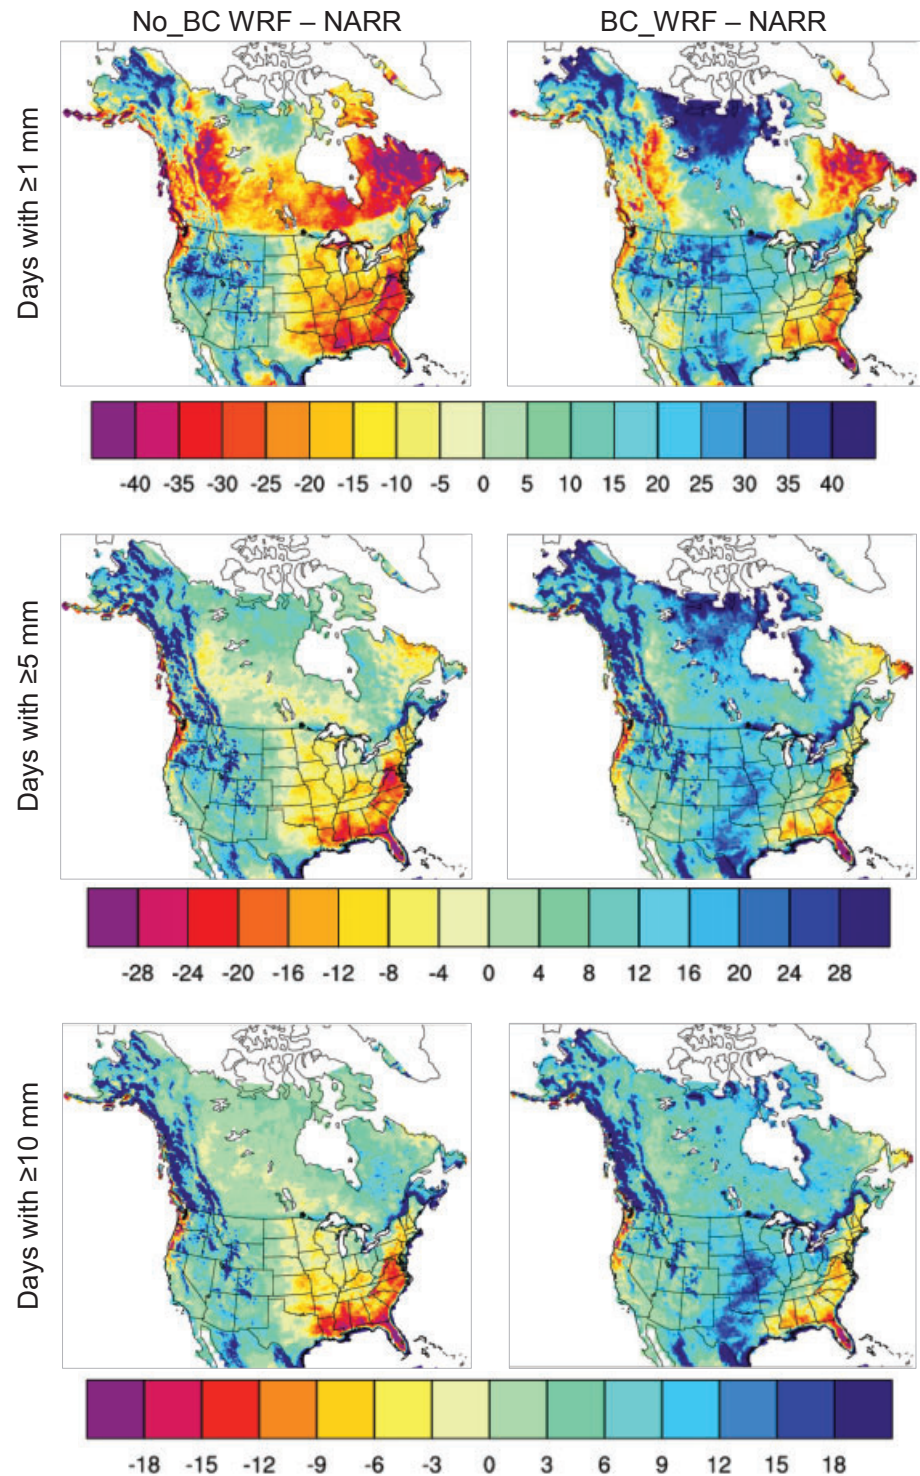 No_BC WRF – NARR BC_WRF – NARR
Days with ≥1 mm
-40 -35 -30 -25 -20 -15 -10 -5 0 5 10 15 20 25 30 35 40
Days with ≥5 mm
-28 -24 -20 -16 -12 -8 -4 0 4 8 12 16 20 24 28
Days with ≥10 mm
-18 -15 -12 -9 -6 -3 0 3 6 9 12 15 18